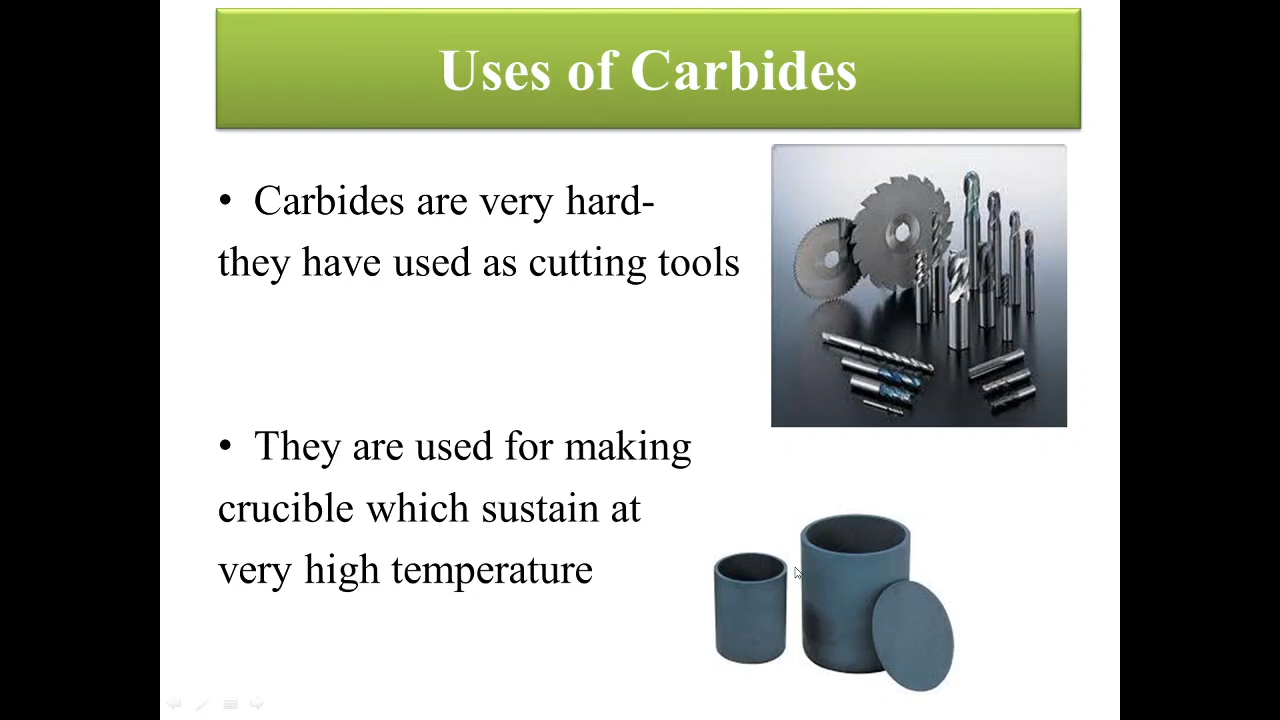 Uses of Carbides
• Carbides are very hard-
they have used as cutting tools
• They are used for making
crucible which sustain at
very high temperature